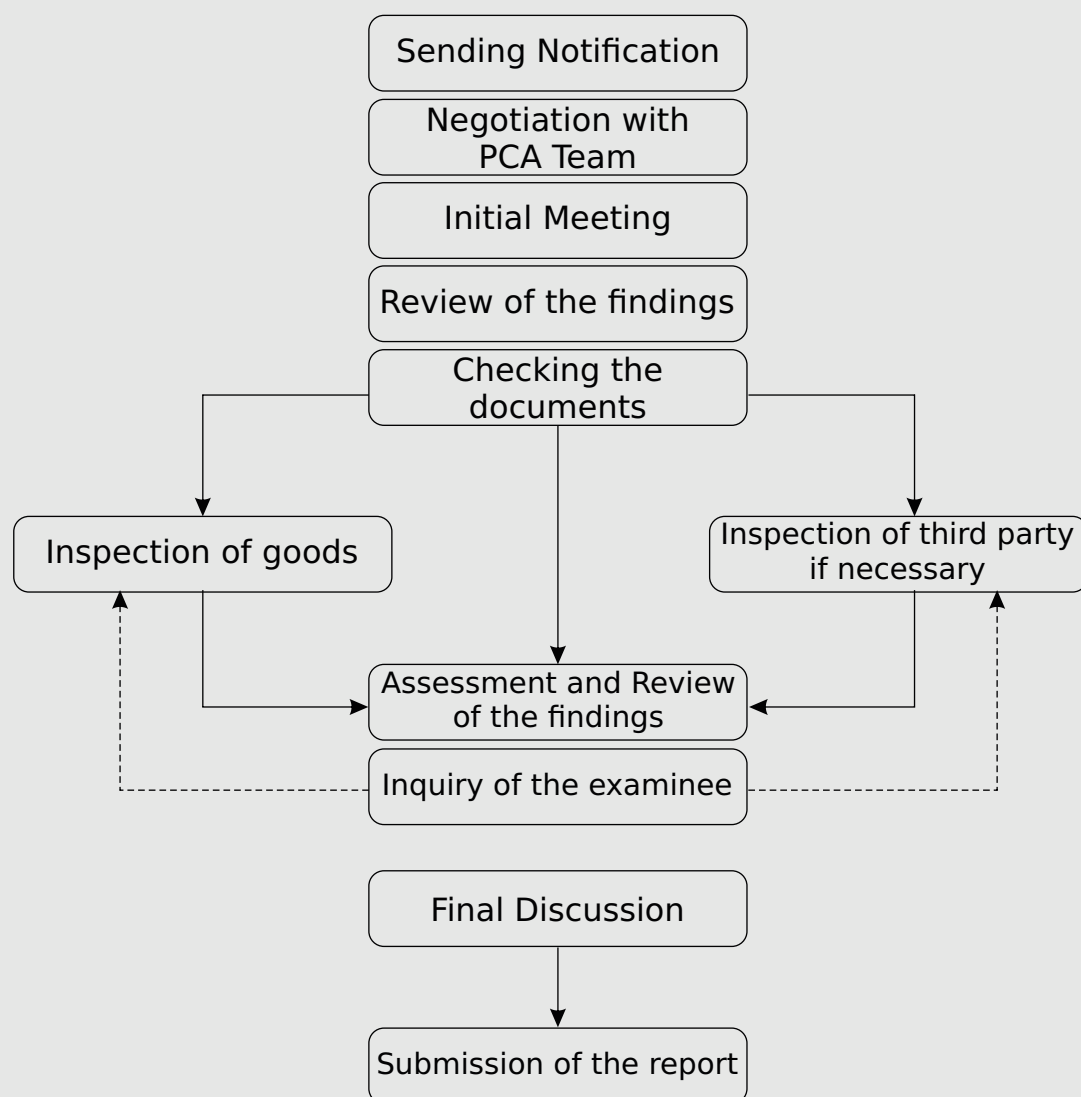 Sending Notification
Negotiation with
PCA Team
Initial Meeting
Review of the findings
Checking the
documents
Inspection of goods
Inspection of third party
if necessary
Assessment and Review
of the findings
Inquiry of the examinee
Final Discussion
Submission of the report